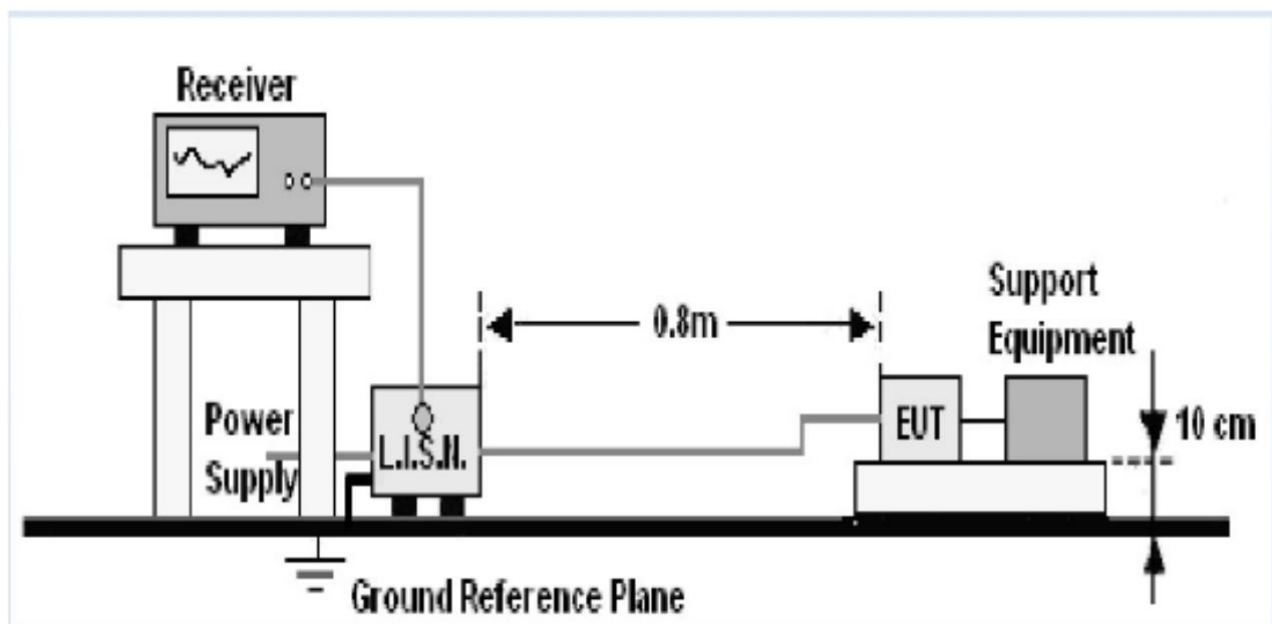 Receiver
0.8m
Support
Equipment
Power
Supply
L.I.S.N.
EUT
10 cm
Ground Reference Plane